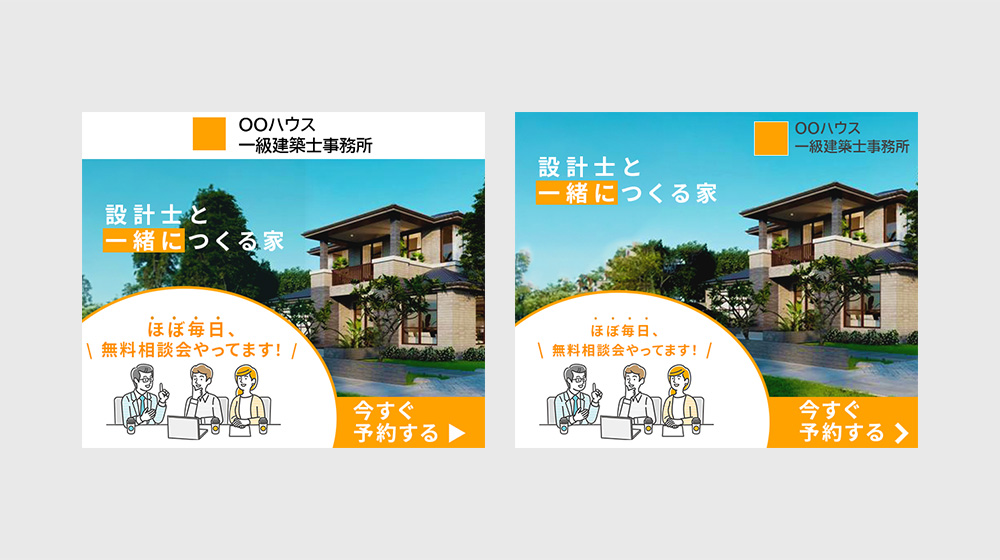 〇〇ハウス
一級建築士事務所
設計士と
一緒につくる家
ほぼ毎日、
\ 無料相談会やってます! /
今すぐ
予約する ▶
〇〇ハウス
一級建築士事務所
設計士と
一緒につくる家
ほぼ毎日、
\ 無料相談会やってます! /
今すぐ
予約する